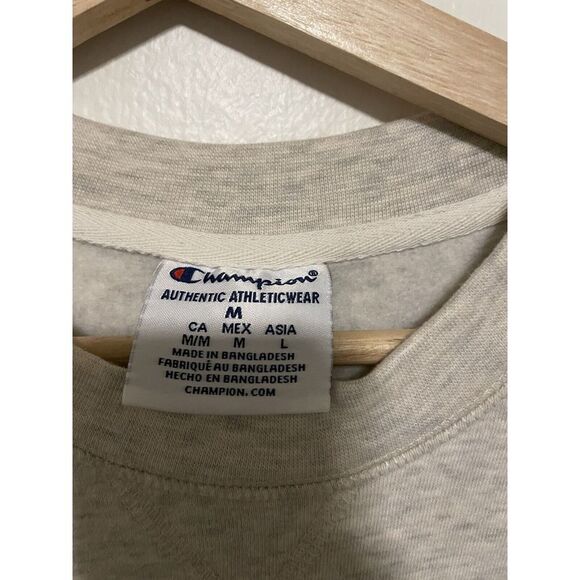 Champion®
AUTHENTIC ATHLETICWEAR
M
CA MEX ASIA
M/M M L
MADE IN BANGLADESH
FABRIQUÉ AU BANGLADESH
HECHO EN BANGLADESH
CHAMPION.COM